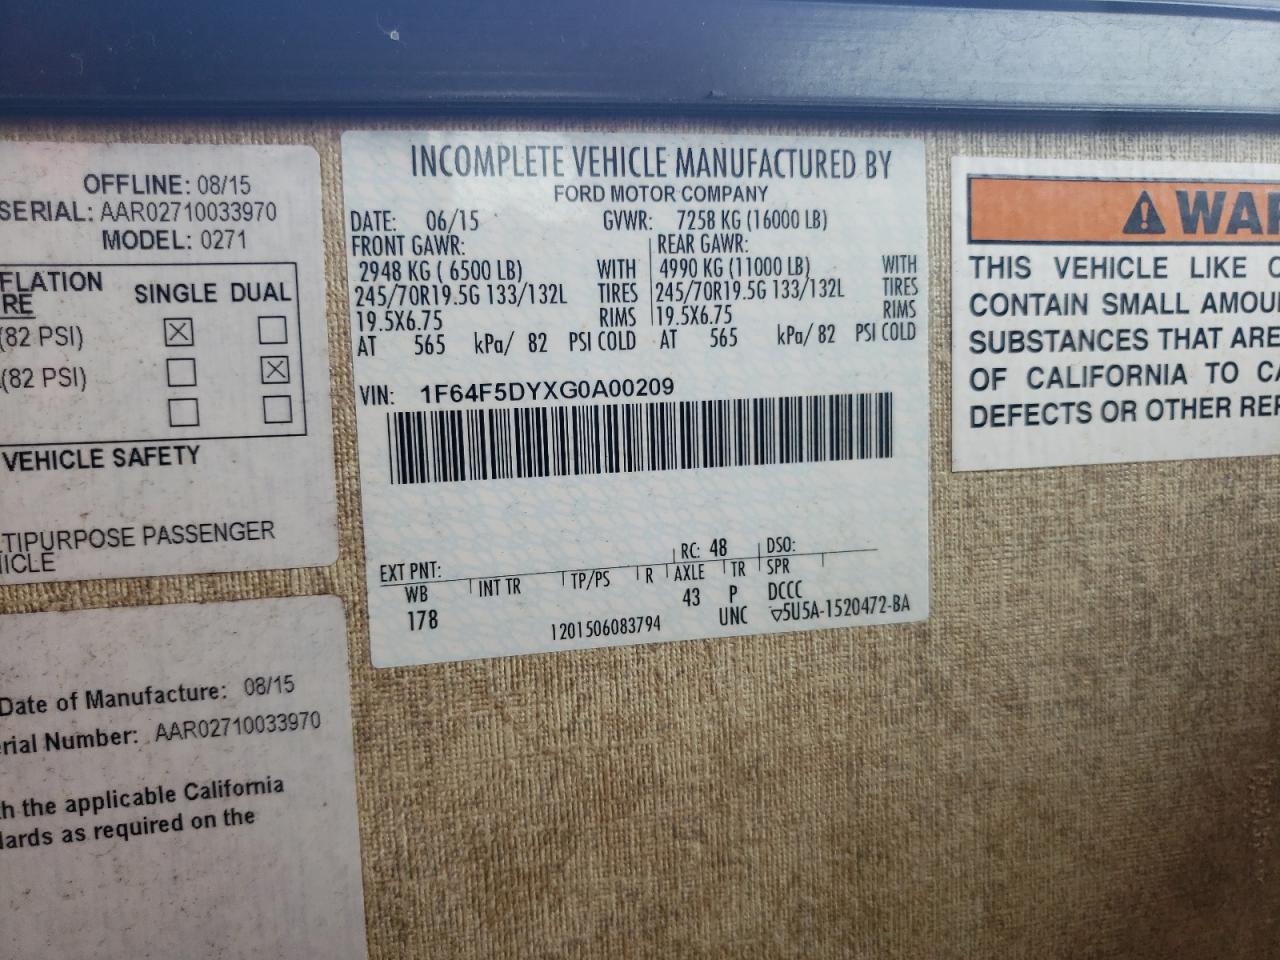 OFFLINE: 08/15
SERIAL: AAR02710033970
MODEL: 0271
FLATION
RE
SINGLE DUAL
(82 PSI)
(82 PSI)
VEHICLE SAFETY
TIPURPOSE PASSENGER
ICLE
Date of Manufacture: 08/15
erial Number: AAR02710033970
h the applicable California
dards as required on the
INCOMPLETE VEHICLE MANUFACTURED BY
FORD MOTOR COMPANY
DATE: 06/15 GVWR: 7258 KG (16000 LB)
FRONT GAWR: REAR GAWR:
2948 KG ( 6500 LB) WITH 4990 KG (11000 LB) WITH
245/70R19.5G 133/132L TIRES 245/70R19.5G 133/132L TIRES
19.5X6.75 RIMS 19.5X6.75 RIMS
AT 565 kPa/ 82 PSI COLD AT 565 kPa/ 82 PSI COLD
VIN: 1F64F5DYXG0A00209
EXT PNT: RC: 48 DSO:
WB INT TR TP/PS R AXLE TR SPR
178 43 P DCCC
1201506083794 UNC ▽5U5A-1520472-BA
⚠ WAR
THIS VEHICLE LIKE
CONTAIN SMALL AMOU
SUBSTANCES THAT ARE
OF CALIFORNIA TO CA
DEFECTS OR OTHER REP